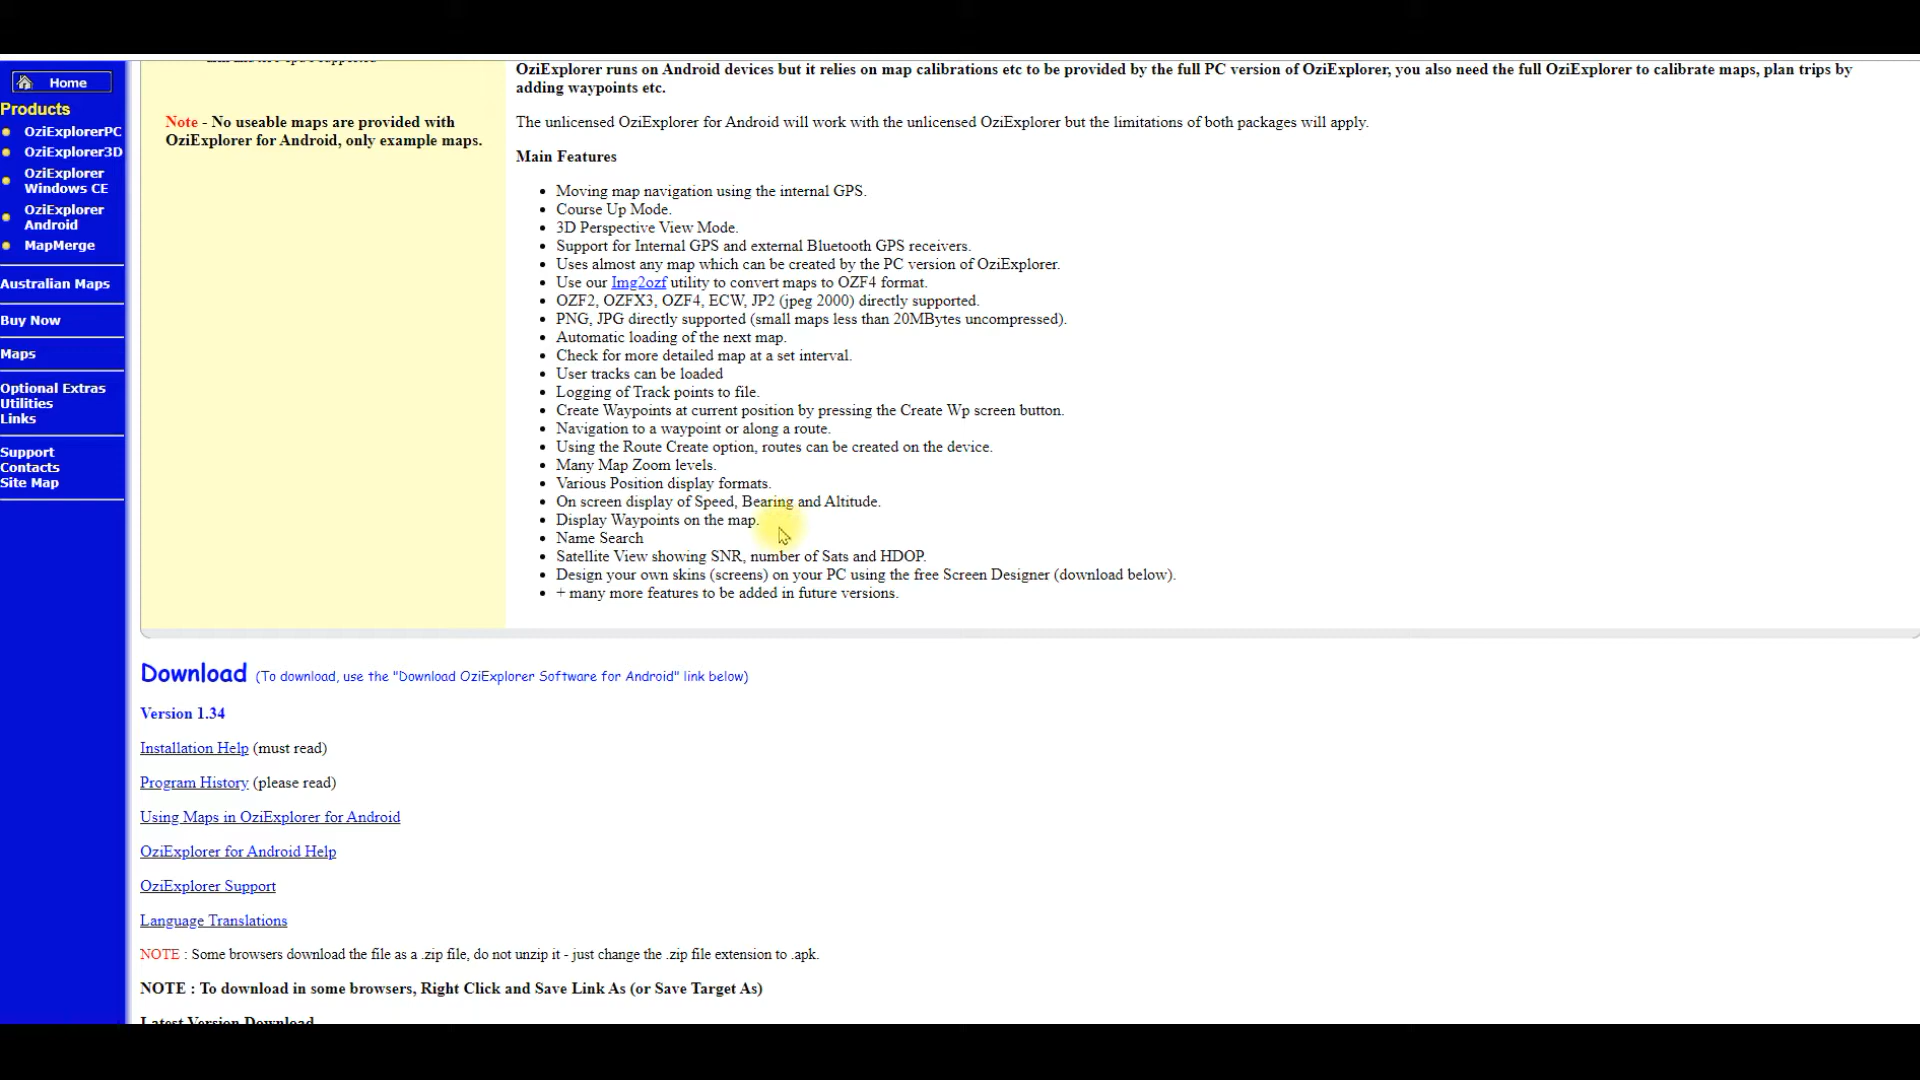 Home
Products
OziExplorerPC
OziExplorer3D
OziExplorer
Windows CE
OziExplorer
Android
MapMerge
Australian Maps
Buy Now
Maps
Optional Extras
Utilities
Links
Support
Contacts
Site Map
Note - No useable maps are provided with
OziExplorer for Android, only example maps.
OziExplorer runs on Android devices but it relies on map calibrations etc to be provided by the full PC version of OziExplorer, you also need the full OziExplorer to calibrate maps, plan trips by
adding waypoints etc.
The unlicensed OziExplorer for Android will work with the unlicensed OziExplorer but the limitations of both packages will apply.
Main Features
Moving map navigation using the internal GPS.
Course Up Mode.
3D Perspective View Mode.
Support for Internal GPS and external Bluetooth GPS receivers.
Uses almost any map which can be created by the PC version of OziExplorer.
Use our Img2ozf utility to convert maps to OZF4 format.
OZF2, OZFX3, OZF4, ECW, JP2 (jpeg 2000) directly supported.
PNG, JPG directly supported (small maps less than 20MBytes uncompressed).
Automatic loading of the next map.
Check for more detailed map at a set interval.
User tracks can be loaded
Logging of Track points to file.
Create Waypoints at current position by pressing the Create Wp screen button.
Navigation to a waypoint or along a route.
Using the Route Create option, routes can be created on the device.
Many Map Zoom levels.
Various Position display formats.
On screen display of Speed, Bearing and Altitude.
Display Waypoints on the map.
Name Search
Satellite View showing SNR, number of Sats and HDOP.
Design your own skins (screens) on your PC using the free Screen Designer (download below).
+ many more features to be added in future versions.
Download (To download, use the "Download OziExplorer Software for Android" link below)
Version 1.34
Installation Help (must read)
Program History (please read)
Using Maps in OziExplorer for Android
OziExplorer for Android Help
OziExplorer Support
Language Translations
NOTE : Some browsers download the file as a .zip file, do not unzip it - just change the .zip file extension to .apk.
NOTE : To download in some browsers, Right Click and Save Link As (or Save Target As)
Latest Version Download